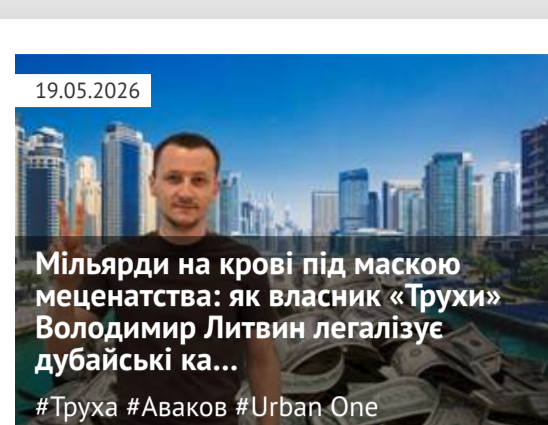 19.05.2026
Мільярди на крові під маскою
меценатства: як власник «Трухи»
Володимир Литвин легалізує
дубайські ка...
#Труха #Аваков #Urban One